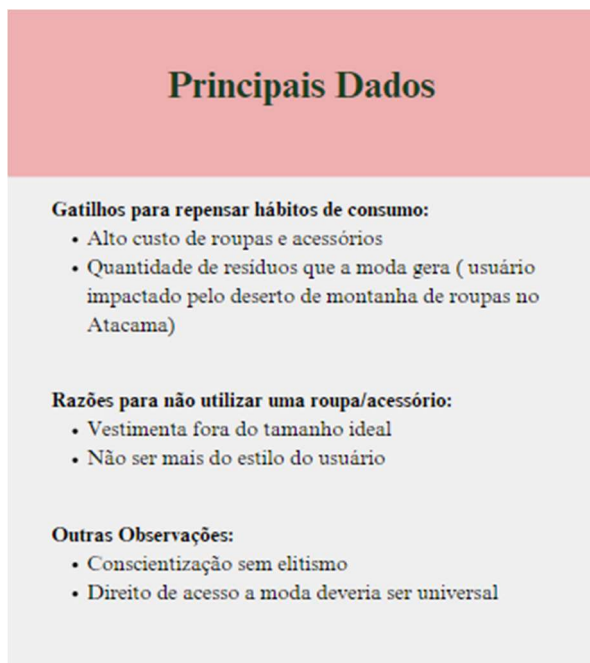 Principais Dados
Gatilhos para repensar hábitos de consumo:
• Alto custo de roupas e acessórios
• Quantidade de resíduos que a moda gera ( usuário
impactado pelo deserto de montanha de roupas no
Atacama)
Razões para não utilizar uma roupa/acessório:
• Vestimenta fora do tamanho ideal
• Não ser mais do estilo do usuário
Outras Observações:
• Conscientização sem elitismo
• Direito de acesso a moda deveria ser universal